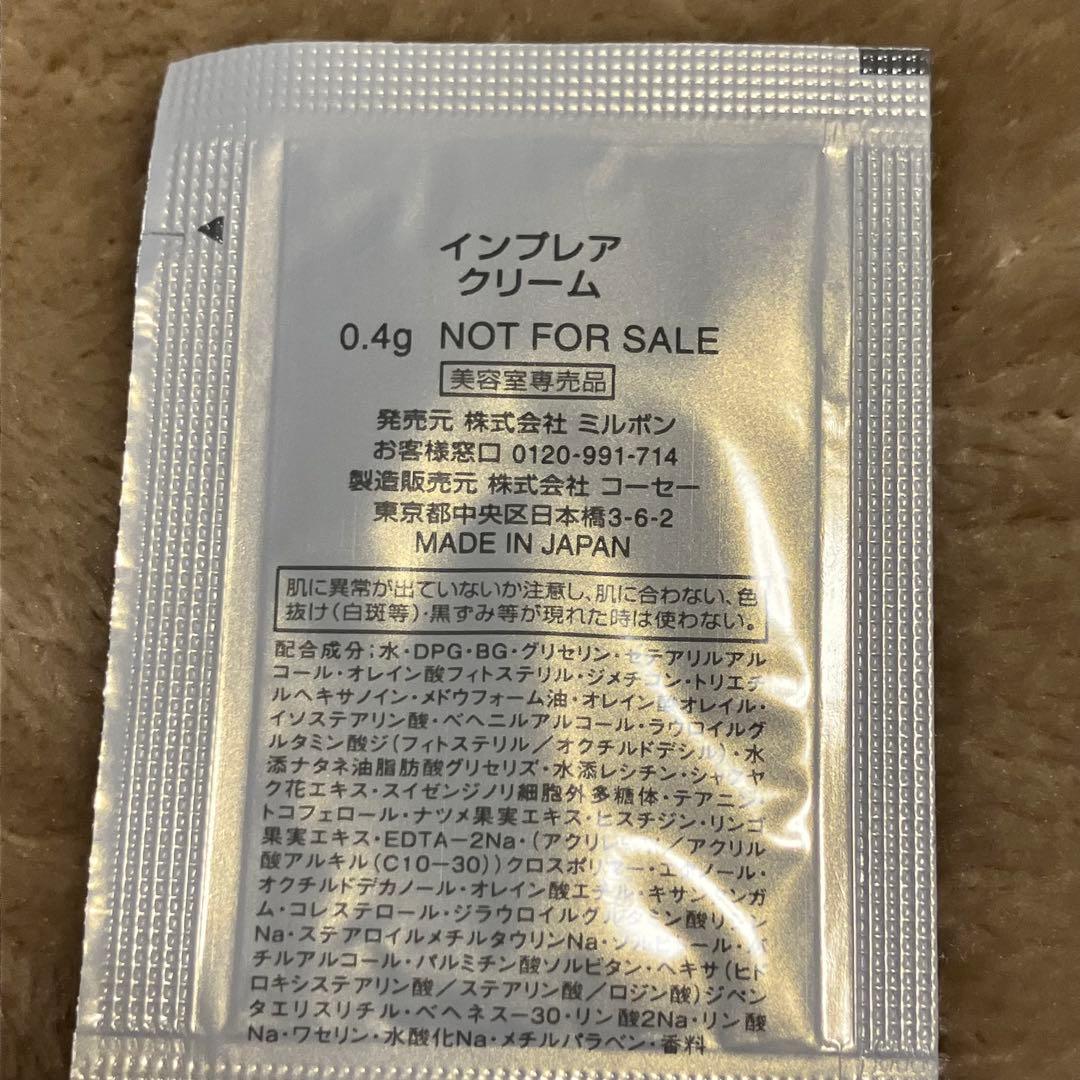 インプレア
クリーム
0.4g NOT FOR SALE
美容室専売品
発売元 株式会社 ミルボン
お客様窓口 0120-991-714
製造販売元 株式会社 コーセー
東京都中央区日本橋3-6-2
MADE IN JAPAN
肌に異常が出ていないか注意し、肌に合わない、色
抜け(白斑等)・黒ずみ等が現れた時は使わない。
配合成分;水・DPG・BG・グリセリン・セテアリルアル
コール・オレイン酸フィトステリル・ジメチコン・トリエチ
ルヘキサノイン・メドウフォーム油・オレイン酸オレイル・
イソステアリン酸・ベヘニルアルコール・ラウロイルグ
ルタミン酸ジ(フィトステリル/オクチルドデシル)・水
添ナタネ油脂肪酸グリセリズ・水添レシチン・シャクヤ
ク花エキス・スイゼンジノリ細胞外多糖体・テアニン・
トコフェロール・ナツメ果実エキス・ヒスチジン・リンゴ
果実エキス・EDTA-2Na・(アクリレーツ/アクリル
酸アルキル(C10-30))クロスポリマー・エタノール・
オクチルドデカノール・オレイン酸エチル・キサンタンガ
ム・コレステロール・ジラウロイルグルタミン酸リシン
Na・ステアロイルメチルタウリンNa・ソルビトール・バ
チルアルコール・パルミチン酸ソルビタン・ヘキサ(ヒド
ロキシステアリン酸/ステアリン酸/ロジン酸)ジペン
タエリスリチル・ベヘネス-30・リン酸2Na・リン酸
Na・ワセリン・水酸化Na・メチルパラベン・香料